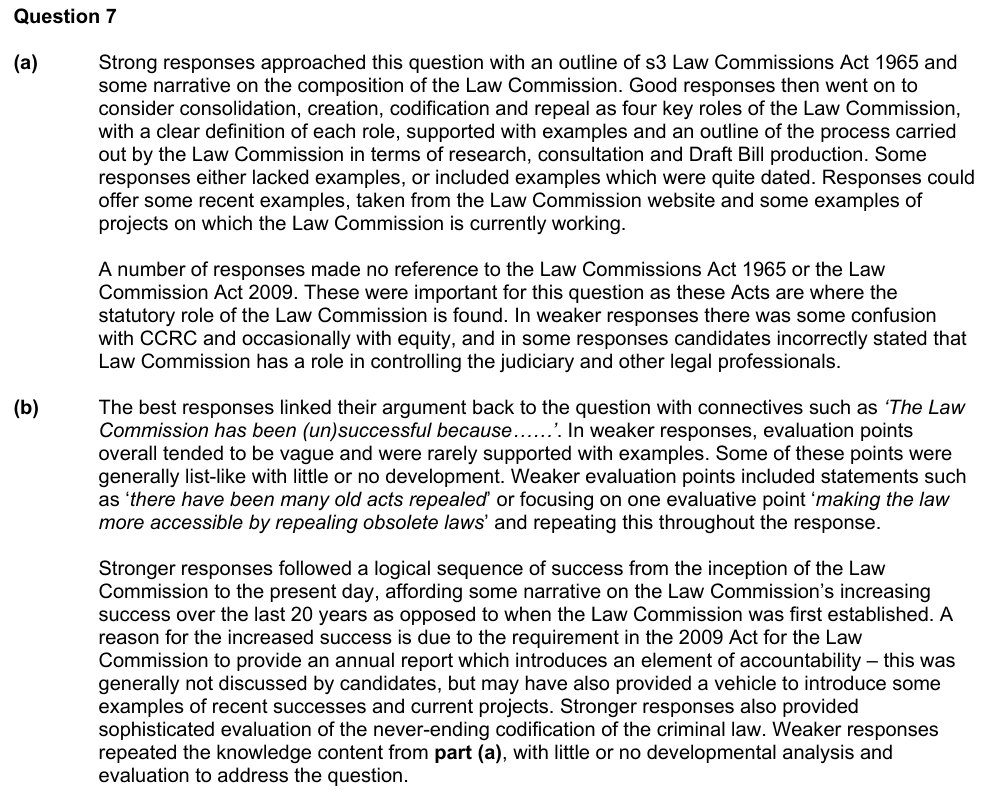 Question 7
(a) Strong responses approached this question with an outline of s3 Law Commissions Act 1965 and
some narrative on the composition of the Law Commission. Good responses then went on to
consider consolidation, creation, codification and repeal as four key roles of the Law Commission,
with a clear definition of each role, supported with examples and an outline of the process carried
out by the Law Commission in terms of research, consultation and Draft Bill production. Some
responses either lacked examples, or included examples which were quite dated. Responses could
offer some recent examples, taken from the Law Commission website and some examples of
projects on which the Law Commission is currently working.
A number of responses made no reference to the Law Commissions Act 1965 or the Law
Commission Act 2009. These were important for this question as these Acts are where the
statutory role of the Law Commission is found. In weaker responses there was some confusion
with CCRC and occasionally with equity, and in some responses candidates incorrectly stated that
Law Commission has a role in controlling the judiciary and other legal professionals.
(b) The best responses linked their argument back to the question with connectives such as ‘The Law
Commission has been (un)successful because……’. In weaker responses, evaluation points
overall tended to be vague and were rarely supported with examples. Some of these points were
generally list-like with little or no development. Weaker evaluation points included statements such
as ‘there have been many old acts repealed’ or focusing on one evaluative point ‘making the law
more accessible by repealing obsolete laws’ and repeating this throughout the response.
Stronger responses followed a logical sequence of success from the inception of the Law
Commission to the present day, affording some narrative on the Law Commission’s increasing
success over the last 20 years as opposed to when the Law Commission was first established. A
reason for the increased success is due to the requirement in the 2009 Act for the Law
Commission to provide an annual report which introduces an element of accountability – this was
generally not discussed by candidates, but may have also provided a vehicle to introduce some
examples of recent successes and current projects. Stronger responses also provided
sophisticated evaluation of the never-ending codification of the criminal law. Weaker responses
repeated the knowledge content from part (a), with little or no developmental analysis and
evaluation to address the question.